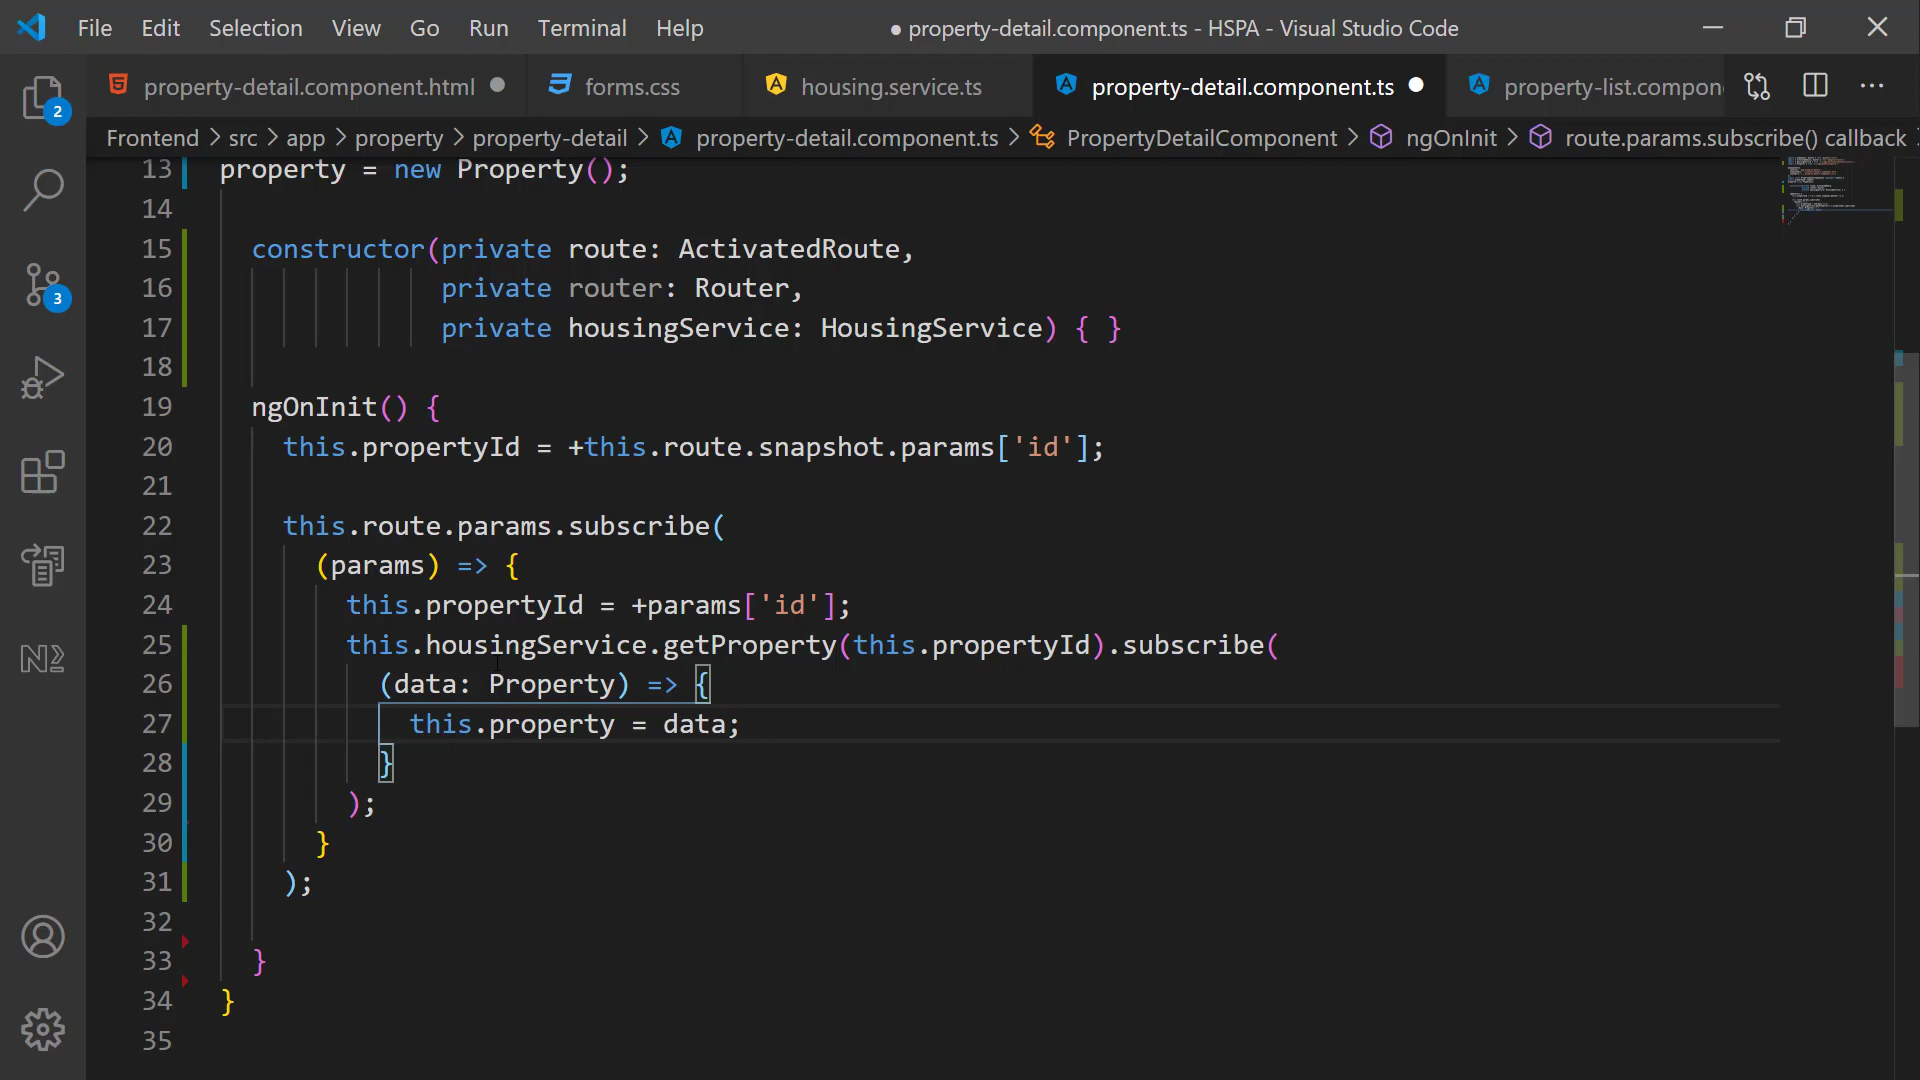 File Edit Selection View Go Run Terminal Help ● property-detail.component.ts - HSPA - Visual Studio Code
property-detail.component.html forms.css housing.service.ts property-detail.component.ts property-list.compon
Frontend > src > app > property > property-detail > property-detail.component.ts > PropertyDetailComponent > ngOnInit > route.params.subscribe() callback
2
3
13 property = new Property();
14
15 constructor(private route: ActivatedRoute,
16 private router: Router,
17 private housingService: HousingService) { }
18
19 ngOnInit() {
20 this.propertyId = +this.route.snapshot.params['id'];
21
22 this.route.params.subscribe(
23 (params) => {
24 this.propertyId = +params['id'];
25 this.housingService.getProperty(this.propertyId).subscribe(
26 (data: Property) => {
27 this.property = data;
28 }
29 );
30 }
31 );
32
33 }
34 }
35